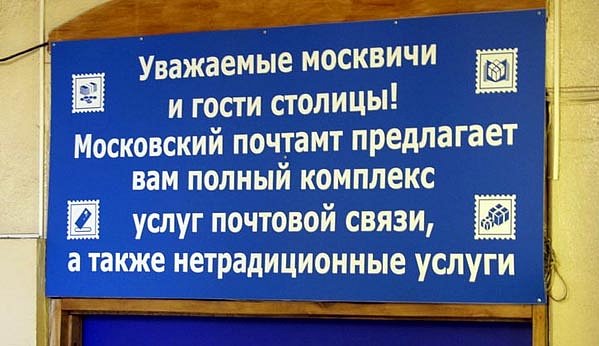 Уважаемые москвичи
и гости столицы!
Московский почтамт предлагает
вам полный комплекс
услуг почтовой связи,
а также нетрадиционные услуги